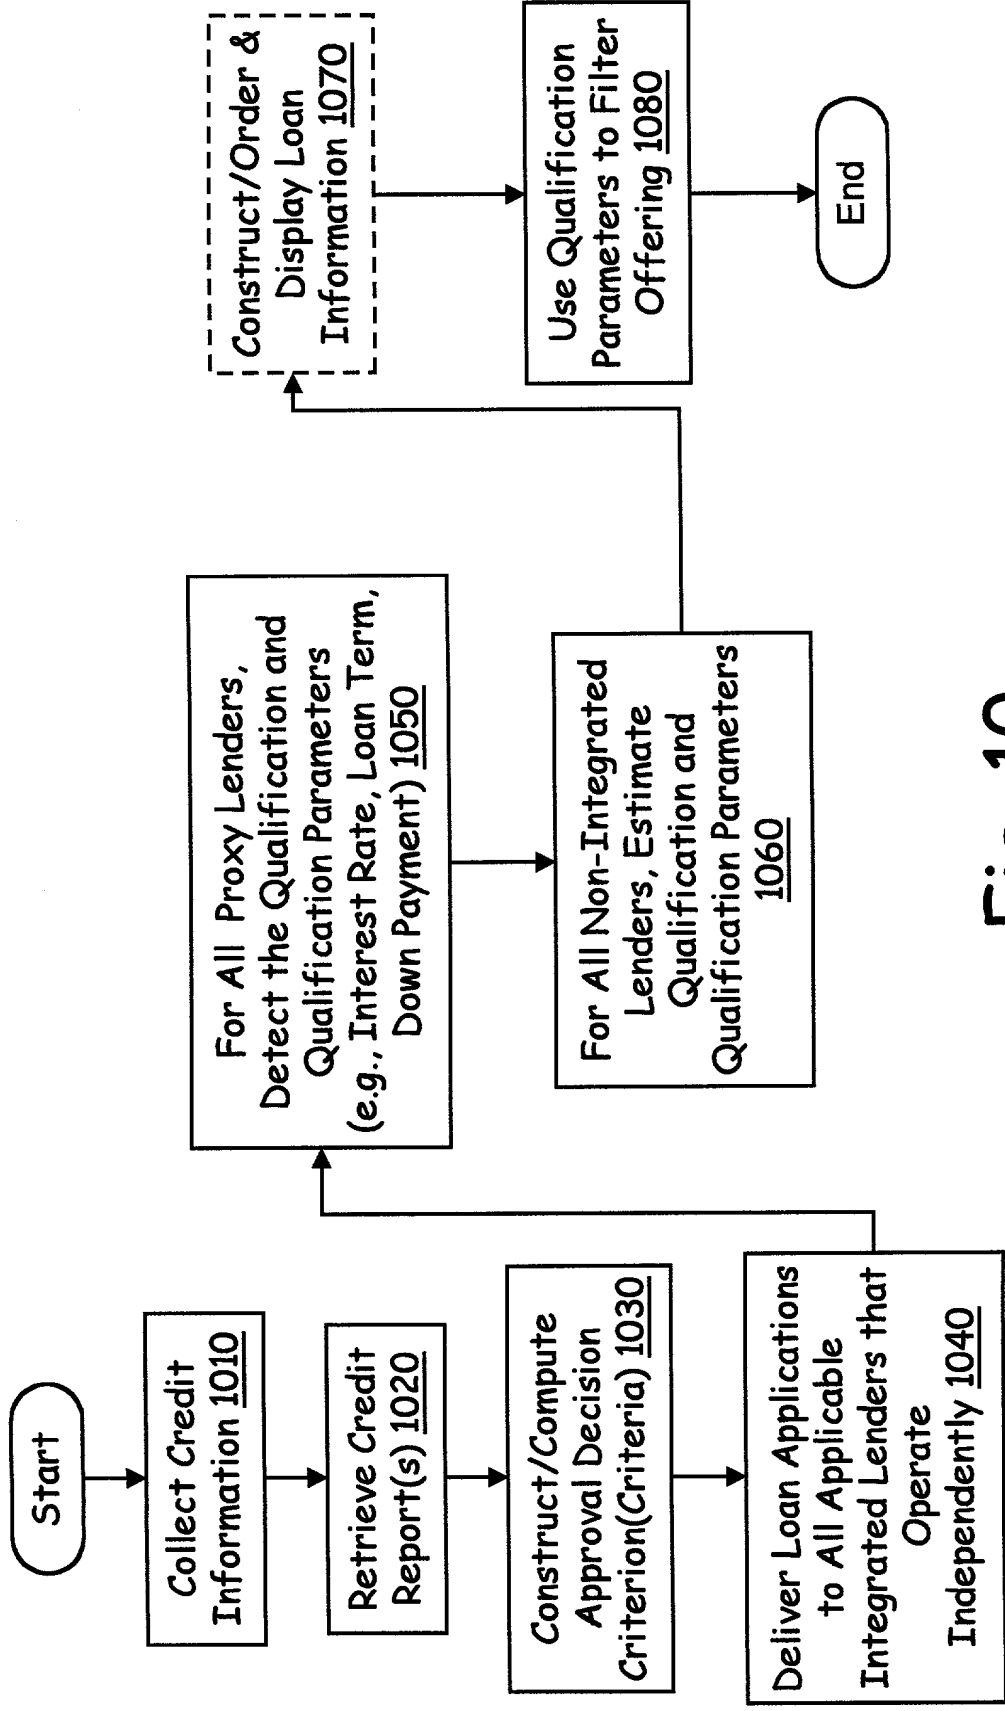 Start
Collect Credit
Information 1010
Retrieve Credit
Report(s) 1020
Construct/Compute
Approval Decision
Criterion(Criteria) 1030
Deliver Loan Applications
to All Applicable
Integrated Lenders that
Operate
Independently 1040
For All Proxy Lenders,
Detect the Qualification and
Qualification Parameters
(e.g., Interest Rate, Loan Term,
Down Payment) 1050
For All Non-Integrated
Lenders, Estimate
Qualification and
Qualification Parameters
1060
Construct/Order &
Display Loan
Information 1070
Use Qualification
Parameters to Filter
Offering 1080
End